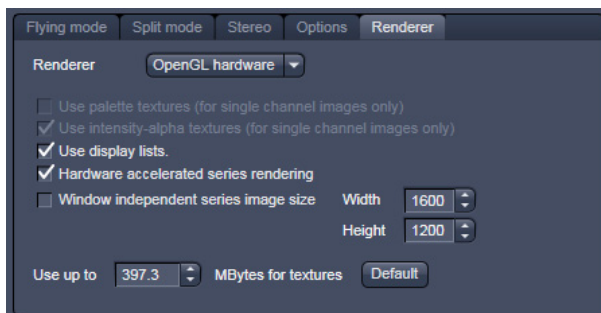 Flying mode Split mode Stereo Options Renderer
Renderer OpenGL hardware
Use palette textures (for single channel images only)
Use intensity-alpha textures (for single channel images only)
Use display lists.
Hardware accelerated series rendering
Window independent series image size Width 1600
Height 1200
Use up to 397.3 MBytes for textures Default